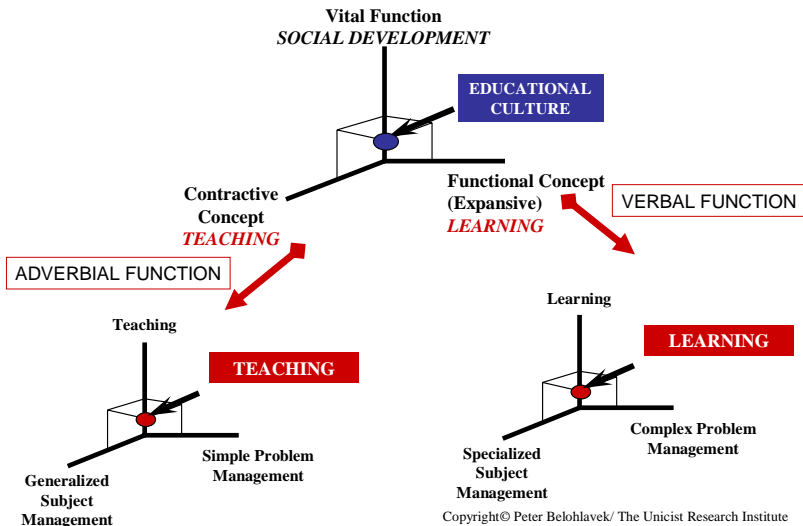 Vital Function
SOCIAL DEVELOPMENT
EDUCATIONAL
CULTURE
Contractive
Concept
TEACHING
Functional Concept
(Expansive)
LEARNING
VERBAL FUNCTION
ADVERBIAL FUNCTION
Teaching
TEACHING
Simple Problem
Management
Generalized
Subject
Management
Learning
LEARNING
Complex Problem
Management
Specialized
Subject
Management
Copyright© Peter Belohlavek/ The Unicist Research Institute